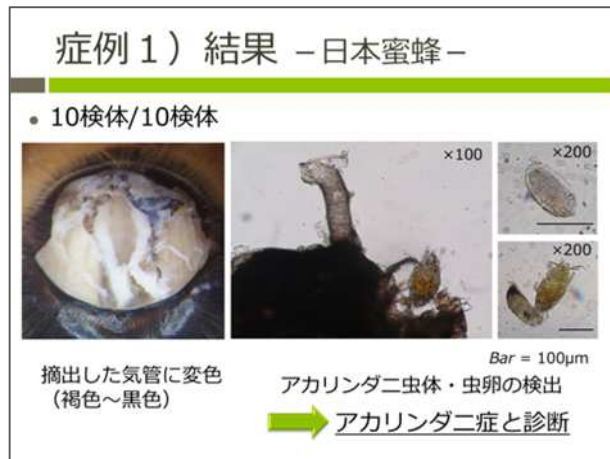 症例１）結果 －日本蜜蜂－
• 10検体/10検体
×100
×200
×200
Bar = 100μm
摘出した気管に変色
（褐色～黒色）
アカリンダニ虫体・虫卵の検出
アカリンダニ症と診断